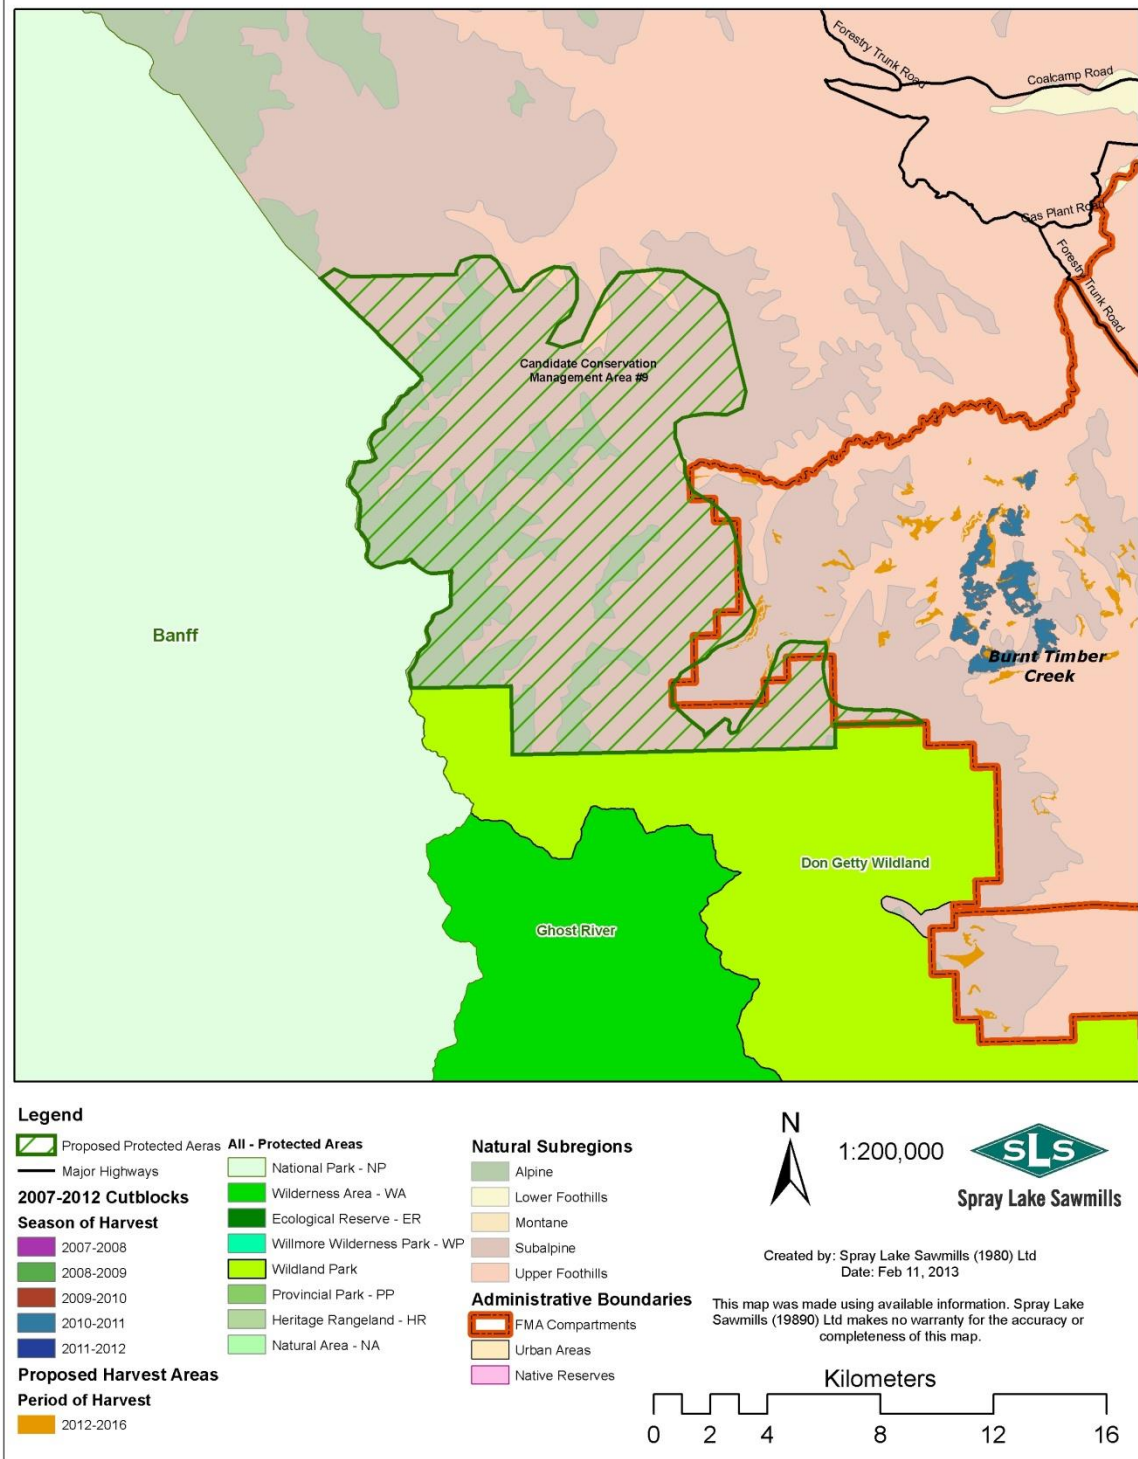 Forestry Trunk Road
Coalcamp Road
Gas Plant Road
Forestry Trunk Road
Candidate Conservation
Management Area #9
Banff
Burnt Timber
Creek
Don Getty Wildland
Ghost River
Legend
Proposed Protected Aeras
Major Highways
2007-2012 Cutblocks
Season of Harvest
2007-2008
2008-2009
2009-2010
2010-2011
2011-2012
Proposed Harvest Areas
Period of Harvest
2012-2016
All - Protected Areas
National Park - NP
Wilderness Area - WA
Ecological Reserve - ER
Willmore Wilderness Park - WP
Wildland Park
Provincial Park - PP
Heritage Rangeland - HR
Natural Area - NA
Natural Subregions
Alpine
Lower Foothills
Montane
Subalpine
Upper Foothills
Administrative Boundaries
FMA Compartments
Urban Areas
Native Reserves
N
1:200,000
SLS
Spray Lake Sawmills
Created by: Spray Lake Sawmills (1980) Ltd
Date: Feb 11, 2013
This map was made using available information. Spray Lake
Sawmills (19890) Ltd makes no warranty for the accuracy or
completeness of this map.
Kilometers
0 2 4 8 12 16